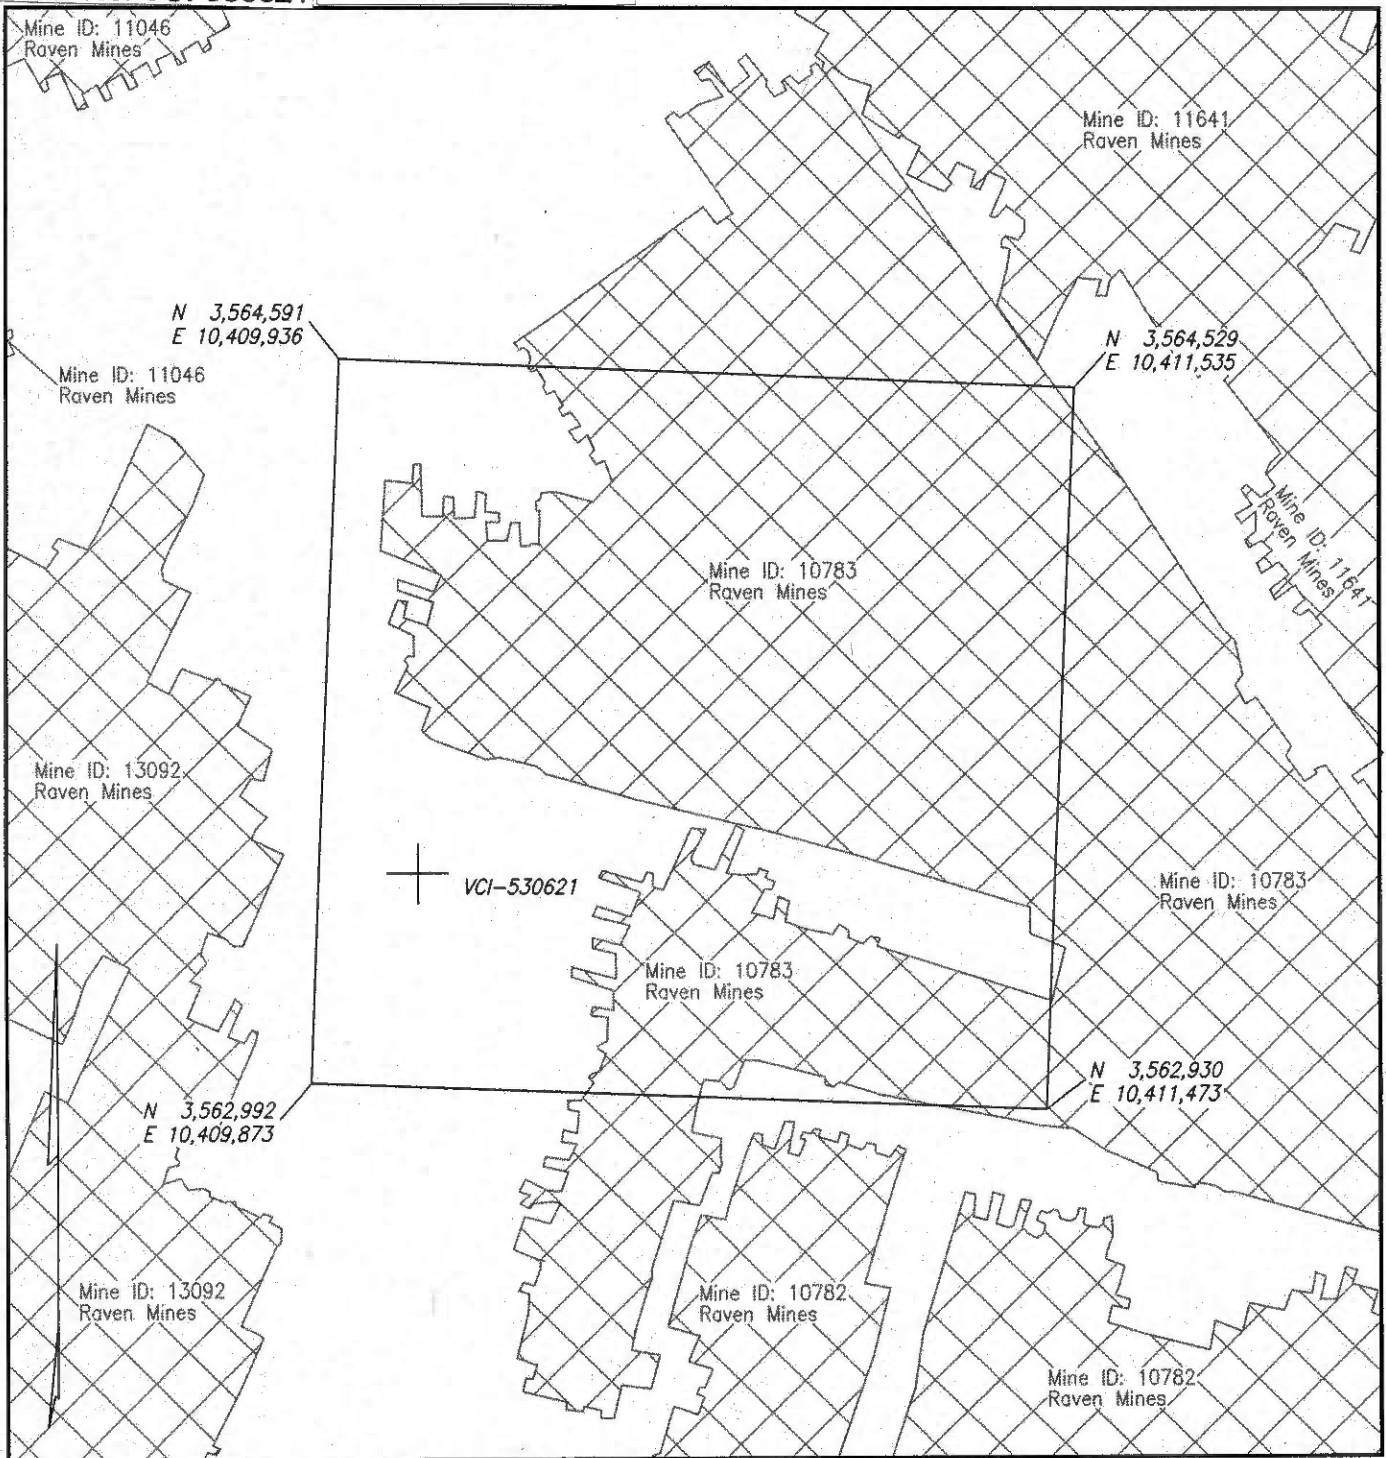 Mine ID: 11046
Raven Mines
Mine ID: 11641
Raven Mines
N 3,564,591
E 10,409,936
N 3,564,529
E 10,411,535
Mine ID: 11046
Raven Mines
Mine ID: 11641
Raven Mines
Mine ID: 10783
Raven Mines
Mine ID: 13092
Raven Mines
VCI-530621
Mine ID: 10783
Raven Mines
Mine ID: 10783
Raven Mines
N 3,562,930
E 10,411,473
N 3,562,992
E 10,409,873
Mine ID: 13092
Raven Mines
Mine ID: 10782
Raven Mines
Mine ID: 10782
Raven Mines